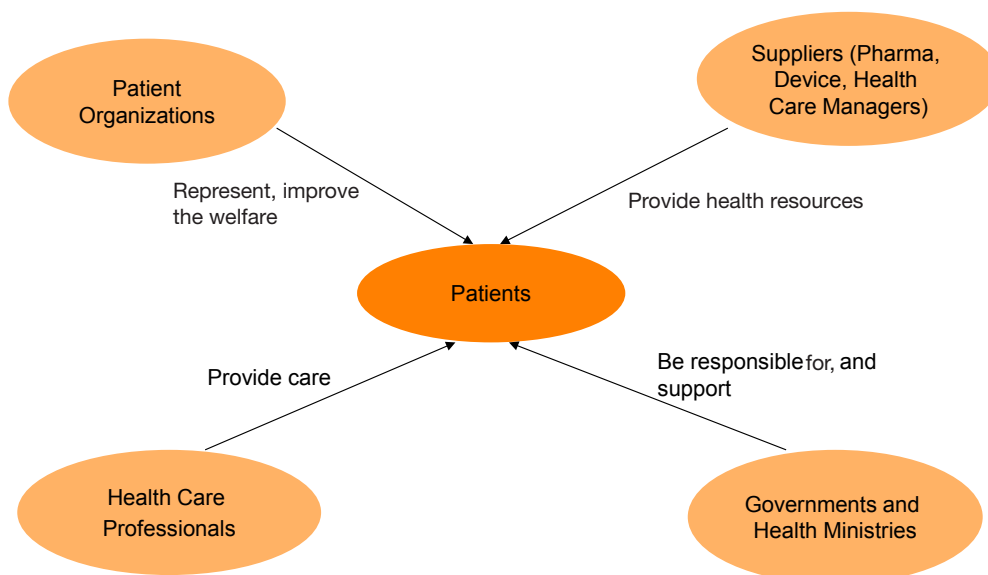 Patient
Organizations
Suppliers (Pharma,
Device, Health
Care Managers)
Represent, improve
the welfare
Provide health resources
Patients
Provide care
Be responsible for, and
support
Health Care
Professionals
Governments and
Health Ministries